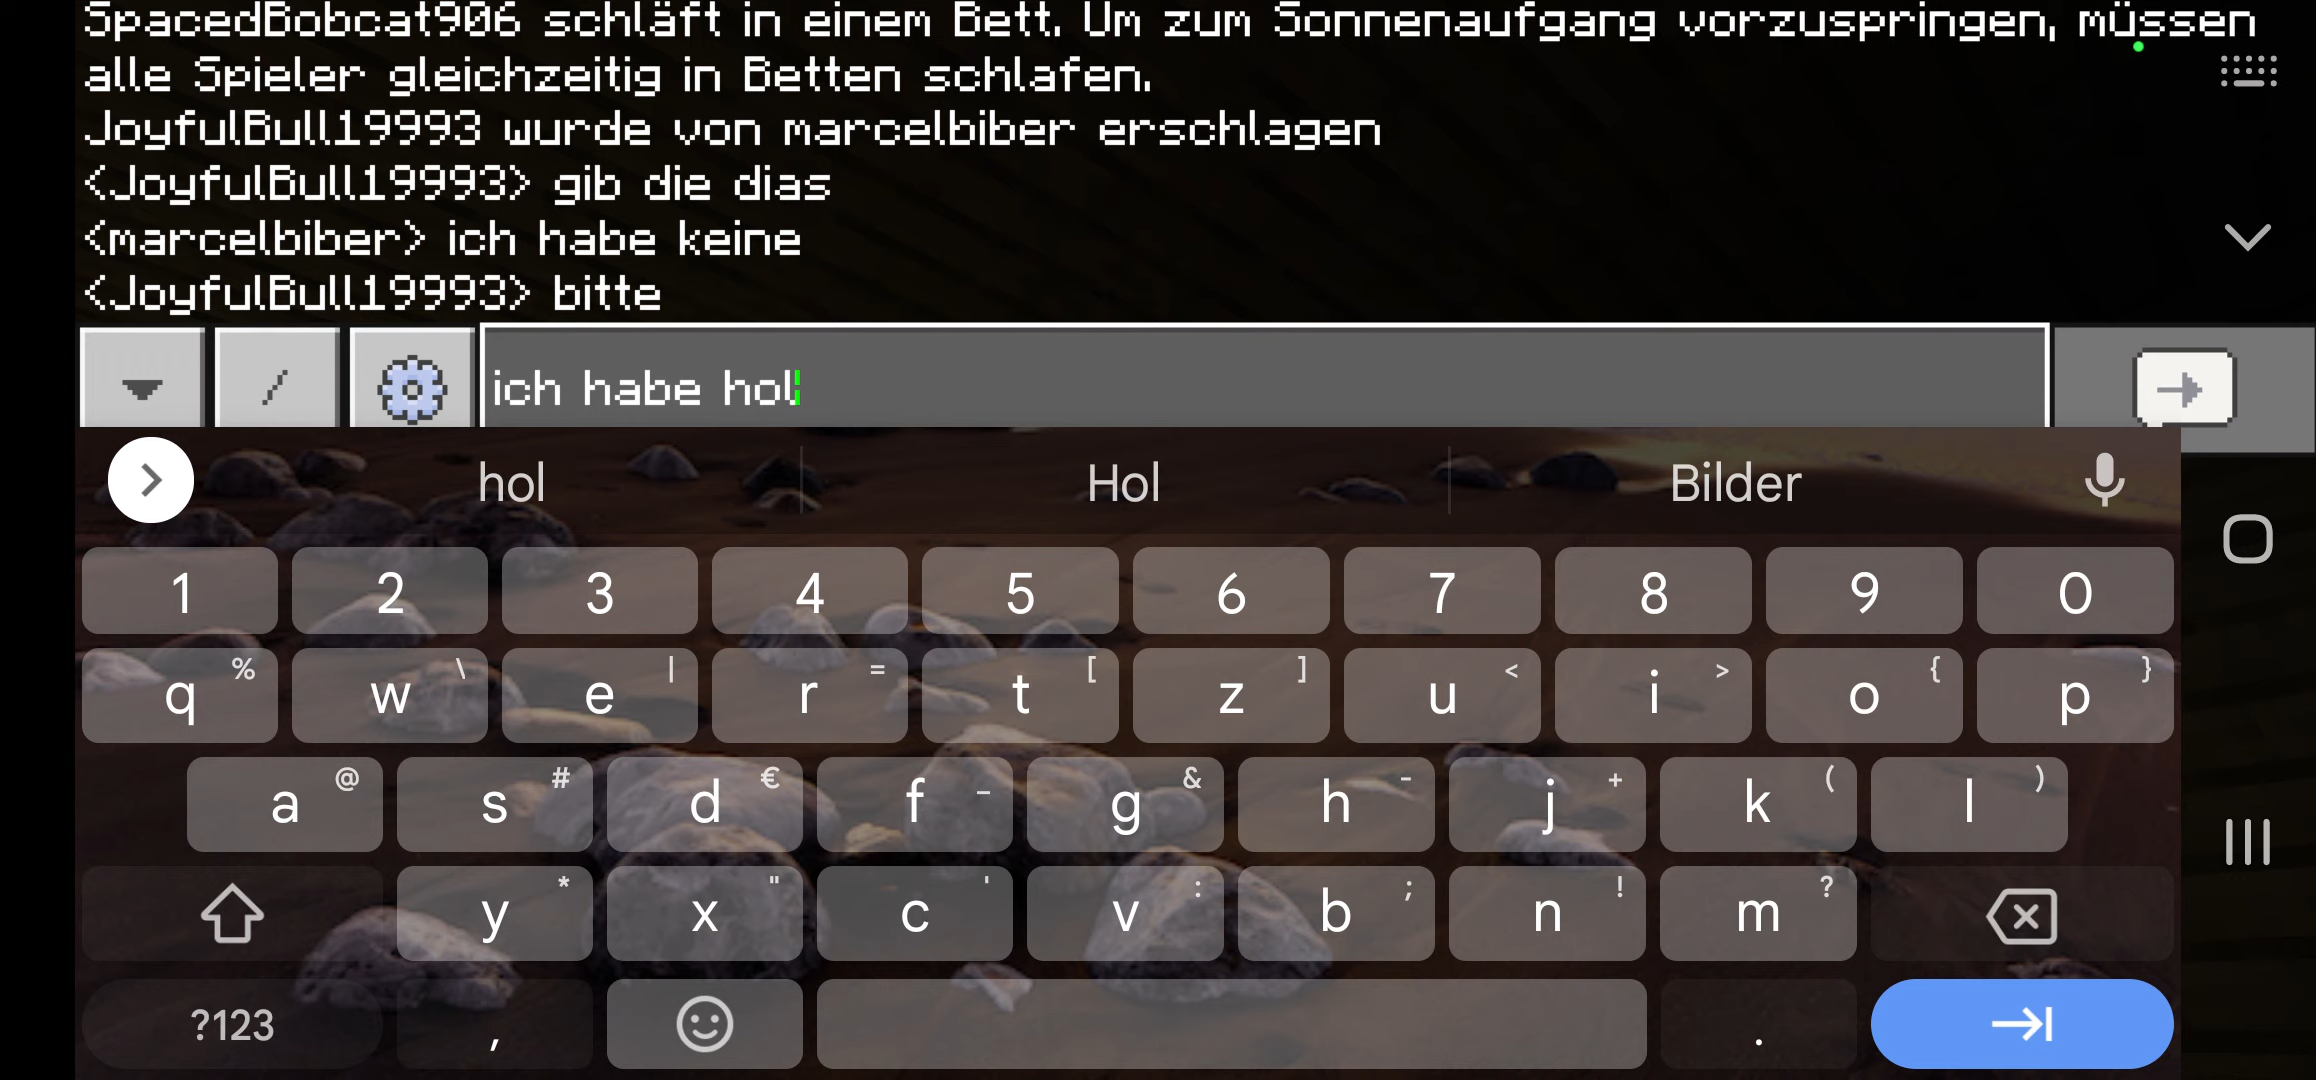 SpacedBobcat906 schläft in einem Bett. Um zum Sonnenaufgang vorzuspringen, müssen
alle Spieler gleichzeitig in Betten schlafen.
JoyfulBull19993 wurde von marcelbiber erschlagen
<JoyfulBull19993> gib die dias
<marcelbiber> ich habe keine
<JoyfulBull19993> bitte
/ ich habe hol
hol Hol Bilder
1 2 3 4 5 6 7 8 9 0
q % w \ e | r = t [ z ] u < i > o { p }
a @ s # d € f _ g & h - j + k ( l )
y * x " c ' v : b ; n ! m ?
?123 , .